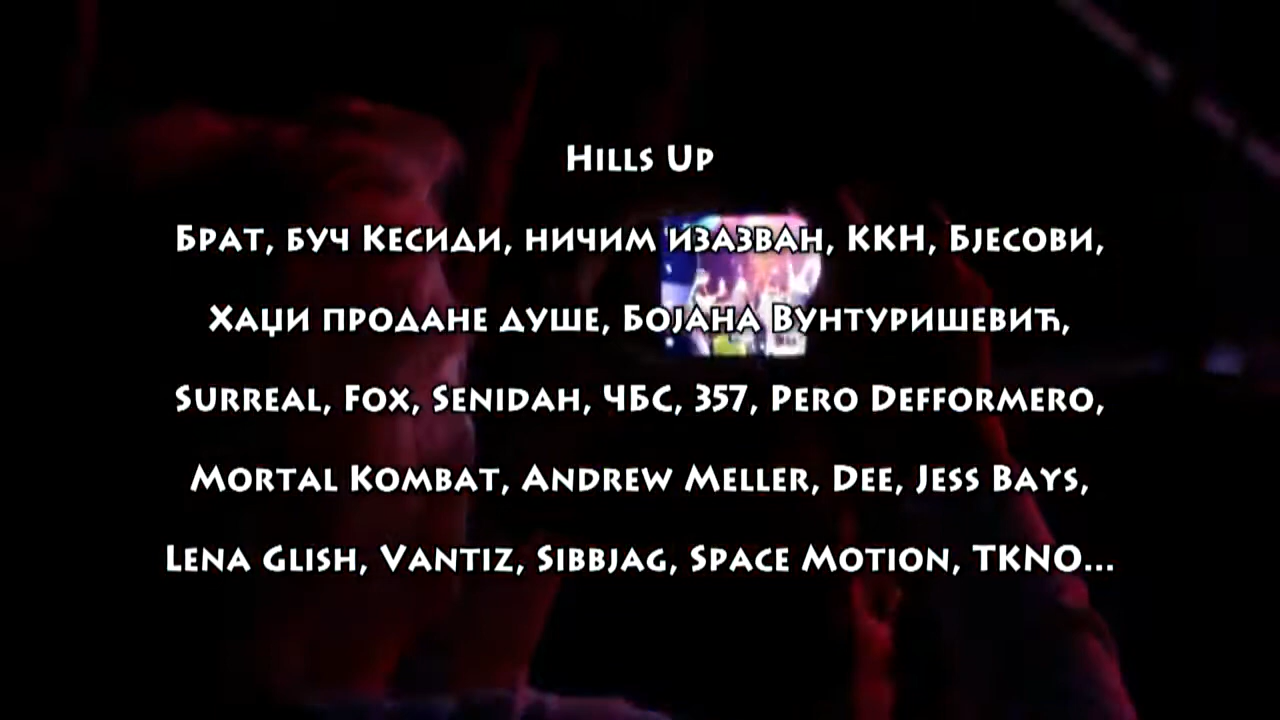 Hills Up
Брат, буч Кесиди, ничим изазван, ККН, Бјесови,
Хаџи продане душе, Бојана Вунтуришевић,
Surreal, Fox, Senidah, ЧБС, 357, Pero Defformero,
Mortal Kombat, Andrew Meller, Dee, Jess Bays,
Lena Glish, Vantiz, Sibbjag, Space Motion, TKNO...